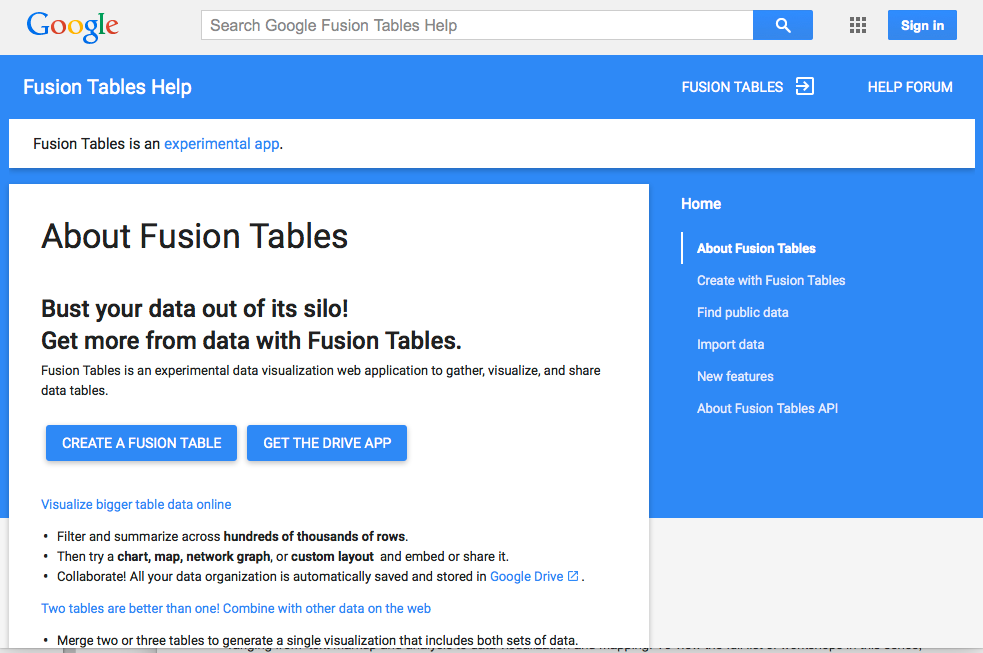 Google
Search Google Fusion Tables Help
Sign in
Fusion Tables Help
FUSION TABLES
HELP FORUM
Fusion Tables is an experimental app.
About Fusion Tables
Bust your data out of its silo!
Get more from data with Fusion Tables.
Fusion Tables is an experimental data visualization web application to gather, visualize, and share
data tables.
CREATE A FUSION TABLE
GET THE DRIVE APP
Visualize bigger table data online
• Filter and summarize across hundreds of thousands of rows.
• Then try a chart, map, network graph, or custom layout and embed or share it.
• Collaborate! All your data organization is automatically saved and stored in Google Drive .
Two tables are better than one! Combine with other data on the web
• Merge two or three tables to generate a single visualization that includes both sets of data.
Home
About Fusion Tables
Create with Fusion Tables
Find public data
Import data
New features
About Fusion Tables API